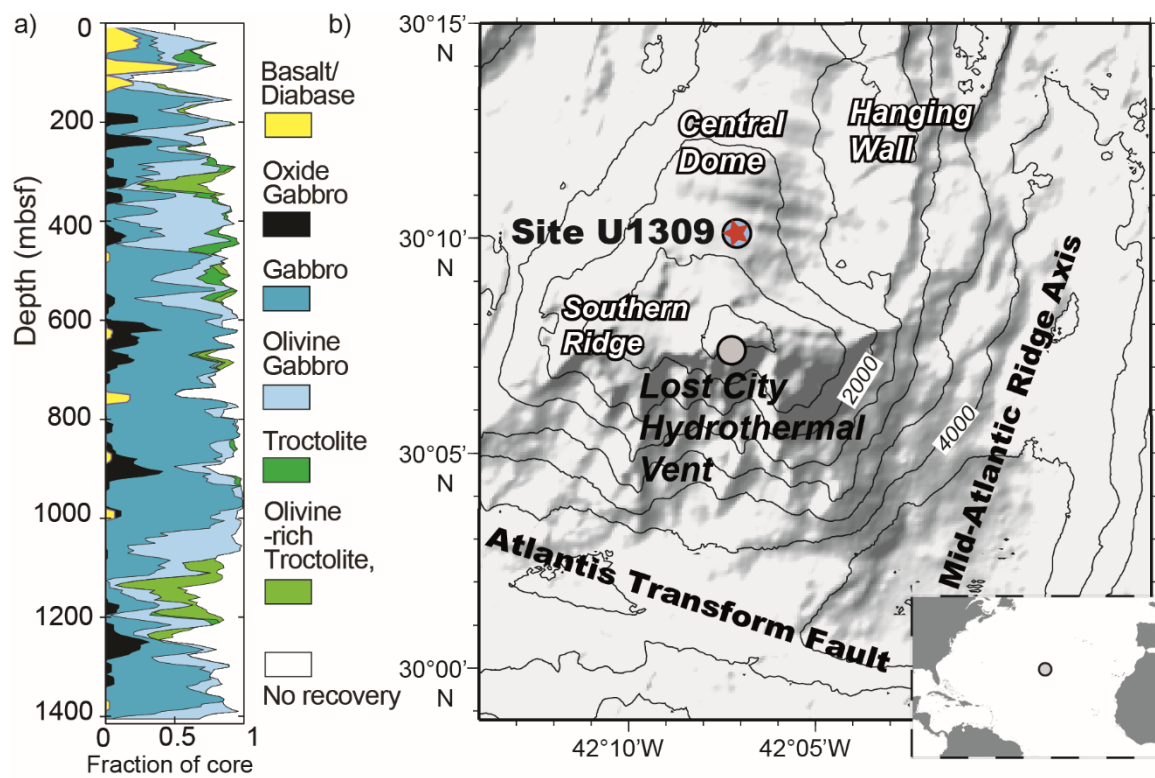 a)
0
200
400
600
800
1000
1200
1400
Depth (mbsf)
0
0.5
1
Fraction of core
Basalt/
Diabase
Oxide
Gabbro
Gabbro
Olivine
Gabbro
Troctolite
Olivine
-rich
Troctolite,
No recovery
b)
30°15'
N
30°10'
N
30°05'
N
30°00'
N
42°10'W
42°05'W
Central
Dome
Hanging
Wall
Site U1309
Southern
Ridge
Lost City
Hydrothermal
Vent
2000
4000
Mid-Atlantic Ridge Axis
Atlantis Transform Fault